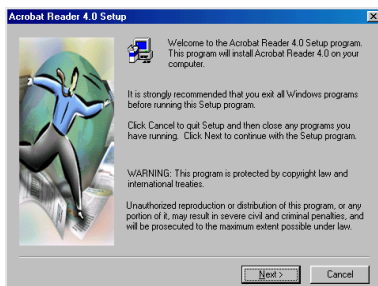 Acrobat Reader 4.0 Setup
Welcome to the Acrobat Reader 4.0 Setup program.
This program will install Acrobat Reader 4.0 on your
computer.
It is strongly recommended that you exit all Windows programs
before running this Setup program.
Click Cancel to quit Setup and then close any programs you
have running. Click Next to continue with the Setup program.
WARNING: This program is protected by copyright law and
international treaties.
Unauthorized reproduction or distribution of this program, or any
portion of it, may result in severe civil and criminal penalties, and
will be prosecuted to the maximum extent possible under law.
Next >
Cancel